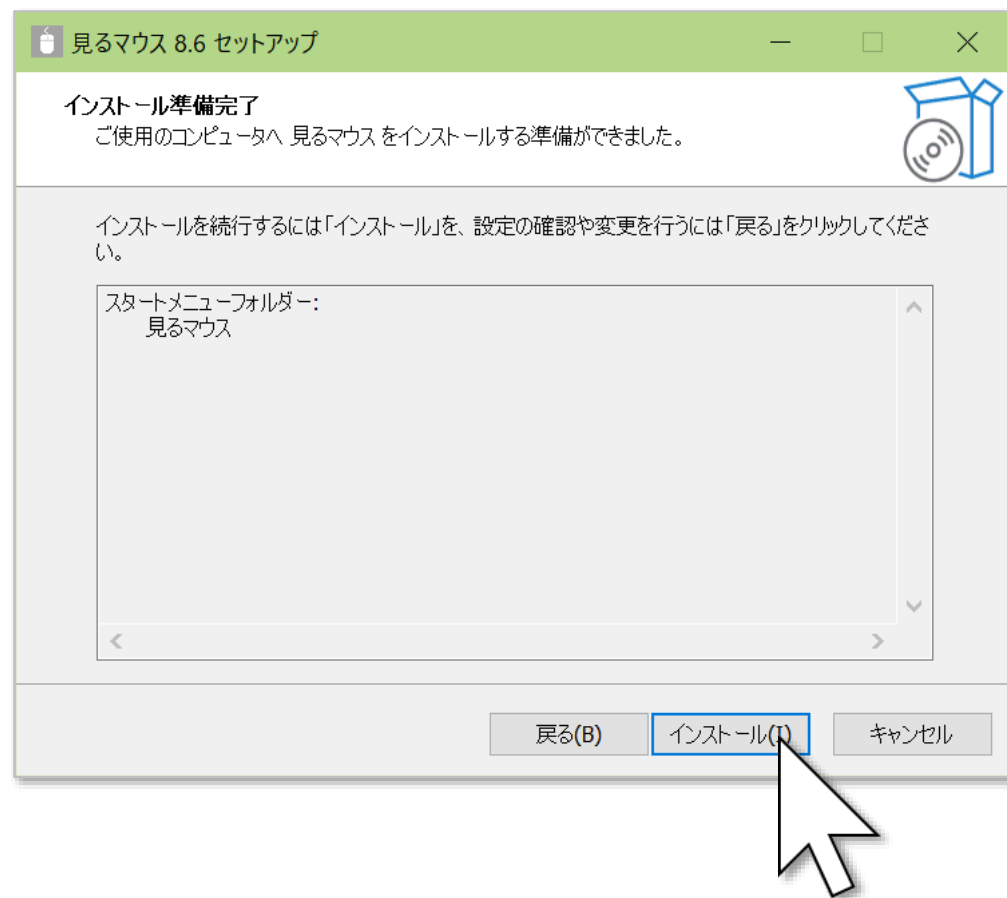 見るマウス 8.6 セットアップ
インストール準備完了
ご使用のコンピュータへ 見るマウス をインストールする準備ができました。
インストールを続行するには「インストール」を、設定の確認や変更を行うには「戻る」をクリックしてくださ
い。
スタートメニューフォルダー:
見るマウス
戻る(B) インストール(I) キャンセル